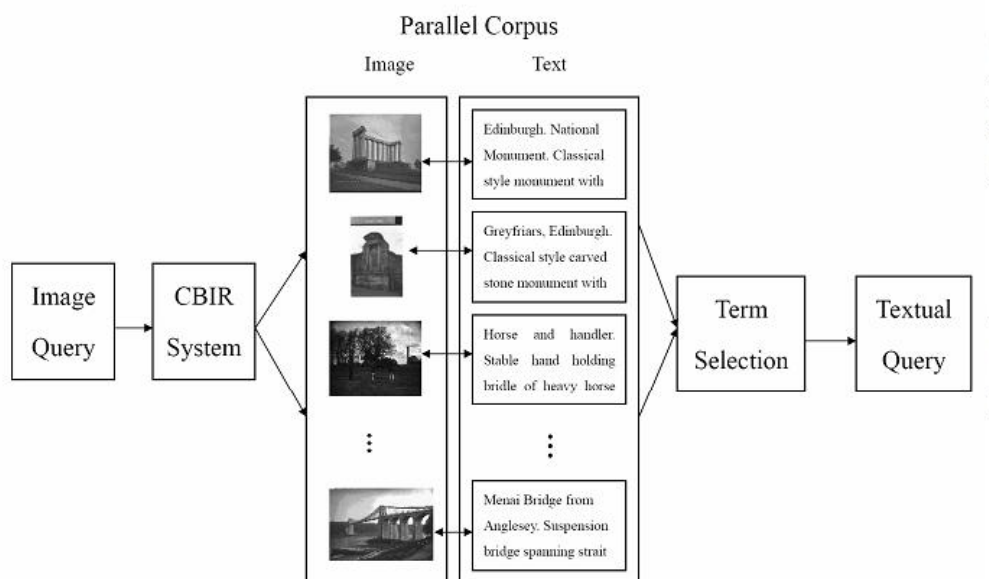 Parallel Corpus
Image
Text
Edinburgh. National
Monument. Classical
style monument with
Greyfriars, Edinburgh.
Classical style carved
stone monument with
Image
Query
CBIR
System
Horse and handler.
Stable hand holding
bridle of heavy horse
Term
Selection
Textual
Query
Menai Bridge from
Anglesey. Suspension
bridge spanning strait